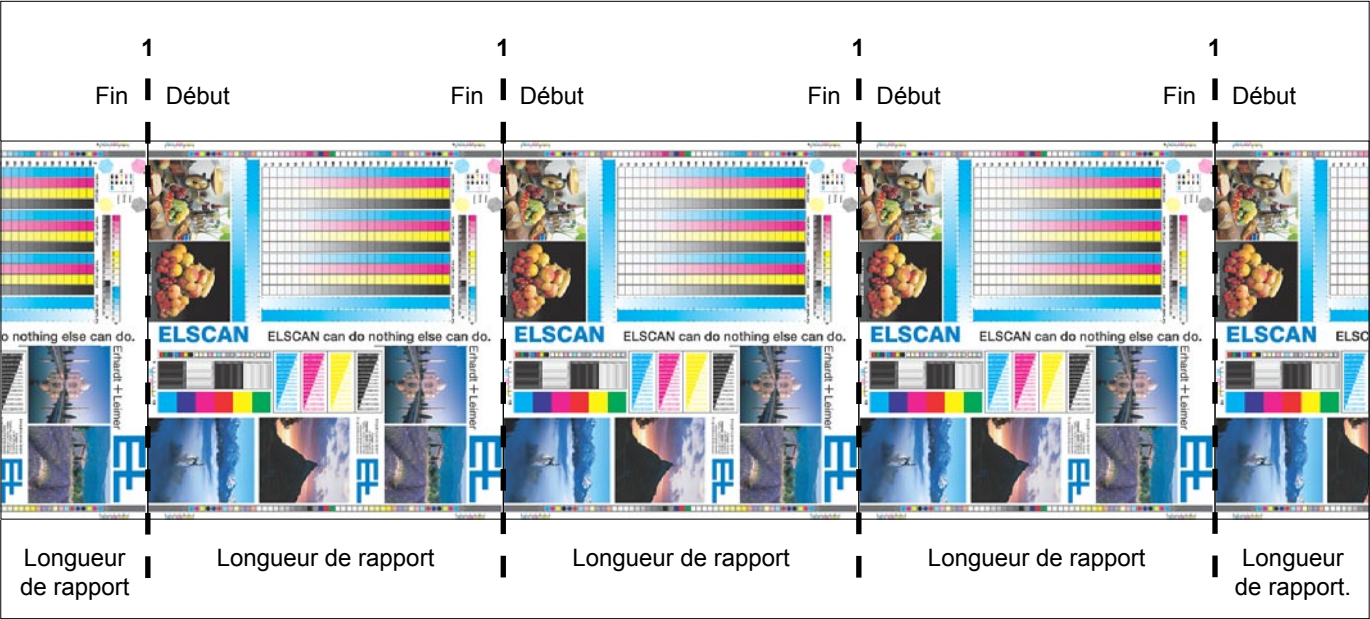 1 1 1 1
Fin Début Fin Début Fin Début Fin Début
ELSCAN ELSCAN ELSCAN ELSCAN
o nothing else can do. ELSCAN can do nothing else can do. ELSCAN can do nothing else can do. ELSCAN can do nothing else can do. ELSC
Erhardt + Leimer
Erhardt + Leimer
Erhardt + Leimer
Erhardt + Leimer
Longueur Longueur de rapport Longueur de rapport Longueur de rapport Longueur
de rapport de rapport.